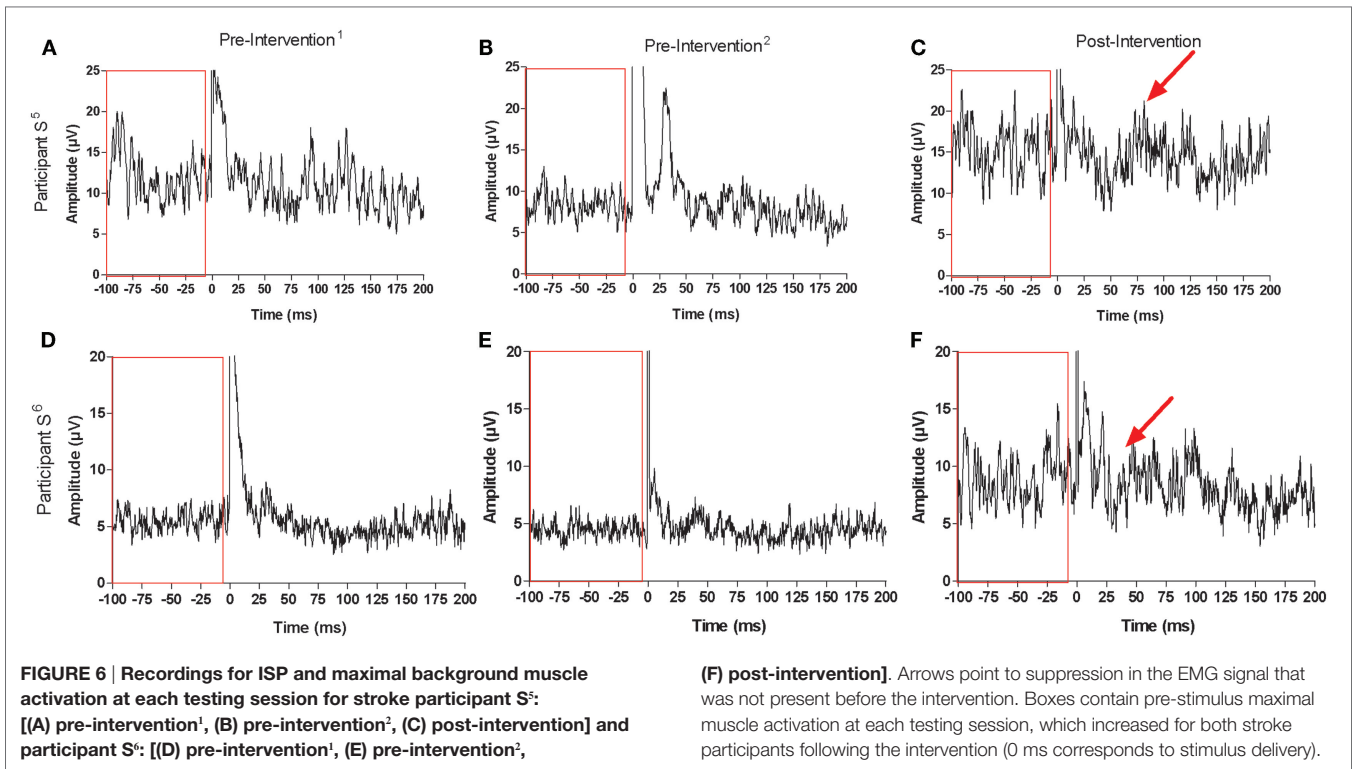 A
Pre-Intervention¹
B
Pre-Intervention²
C
Post-Intervention
Participant S⁵
Amplitude (µV)
25
20
15
10
5
0
-100 -75 -50 -25 0 25 50 75 100 125 150 175 200
Time (ms)
Amplitude (µV)
25
20
15
10
5
0
-100 -75 -50 -25 0 25 50 75 100 125 150 175 200
Time (ms)
Amplitude (µV)
25
20
15
10
5
0
-100 -75 -50 -25 0 25 50 75 100 125 150 175 200
Time (ms)
D
E
F
Participant S⁶
Amplitude (µV)
20
15
10
5
0
-100 -75 -50 -25 0 25 50 75 100 125 150 175 200
Time (ms)
Amplitude (µV)
20
15
10
5
0
-100 -75 -50 -25 0 25 50 75 100 125 150 175 200
Time (ms)
Amplitude (µV)
20
15
10
5
0
-100 -75 -50 -25 0 25 50 75 100 125 150 175 200
Time (ms)
FIGURE 6 | Recordings for ISP and maximal background muscle
activation at each testing session for stroke participant S⁵:
[(A) pre-intervention¹, (B) pre-intervention², (C) post-intervention] and
participant S⁶: [(D) pre-intervention¹, (E) pre-intervention²,
(F) post-intervention]. Arrows point to suppression in the EMG signal that
was not present before the intervention. Boxes contain pre-stimulus maximal
muscle activation at each testing session, which increased for both stroke
participants following the intervention (0 ms corresponds to stimulus delivery).